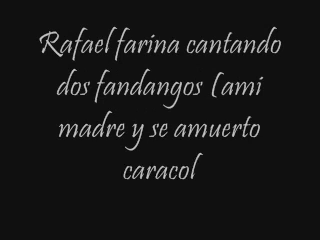 Rafael farina cantando
dos fandangos (ami
madre y se amuerto
caracol